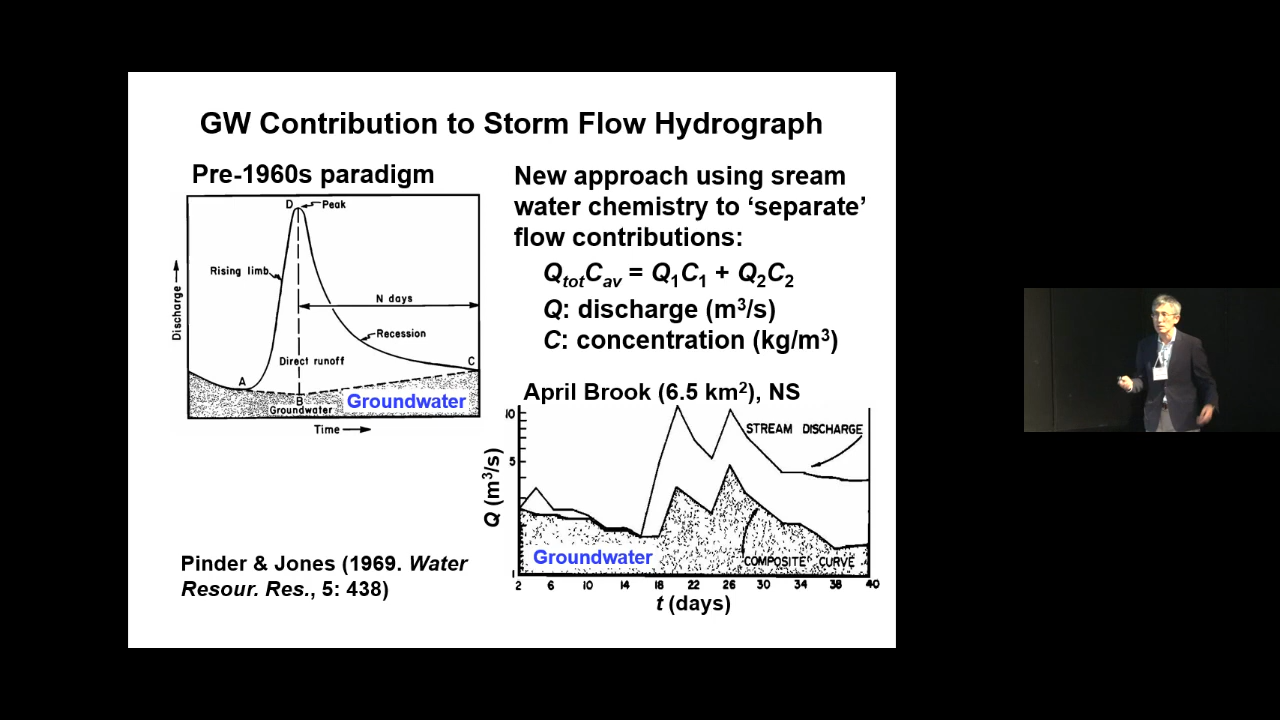 GW Contribution to Storm Flow Hydrograph
Pre-1960s paradigm
D
Peak
Rising limb
N days
Discharge
Recession
Direct runoff
A
C
B
Groundwater
Groundwater
Time
Pinder & Jones (1969. Water
Resour. Res., 5: 438)
New approach using sream
water chemistry to ‘separate’
flow contributions:
QtotCav = Q1C1 + Q2C2
Q: discharge (m³/s)
C: concentration (kg/m³)
April Brook (6.5 km²), NS
10
5
1
Q (m³/s)
STREAM DISCHARGE
Groundwater
COMPOSITE CURVE
2 6 10 14 18 22 26 30 34 38 40
t (days)